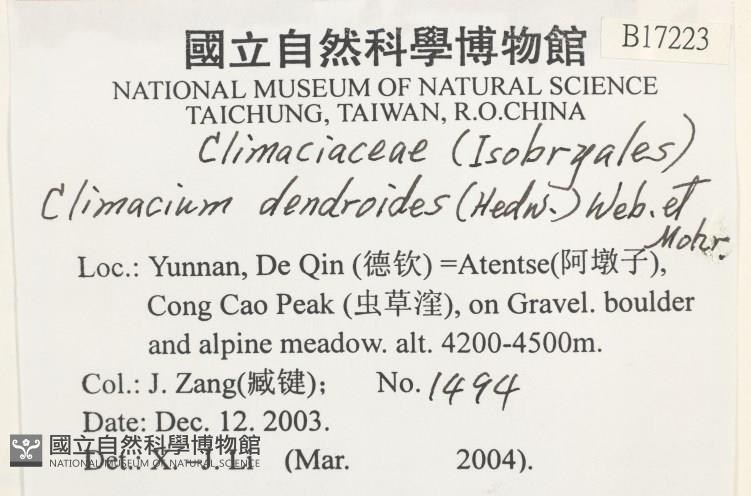 國立自然科學博物館
B17223
NATIONAL MUSEUM OF NATURAL SCIENCE
TAICHUNG, TAIWAN, R.O.CHINA
Climaciaceae (Isobryales)
Climacium dendroides (Hedw.) Web. et
Mohr.
Loc.: Yunnan, De Qin (德钦) =Atentse(阿墩子),
Cong Cao Peak (虫草漥), on Gravel. boulder
and alpine meadow. alt. 4200-4500m.
Col.: J. Zang(臧键); No. 1494
Date: Dec. 12. 2003.
Det.: X. -J. Li (Mar. 2004).
國立自然科學博物館
NATIONAL MUSEUM OF NATURAL SCIENCE